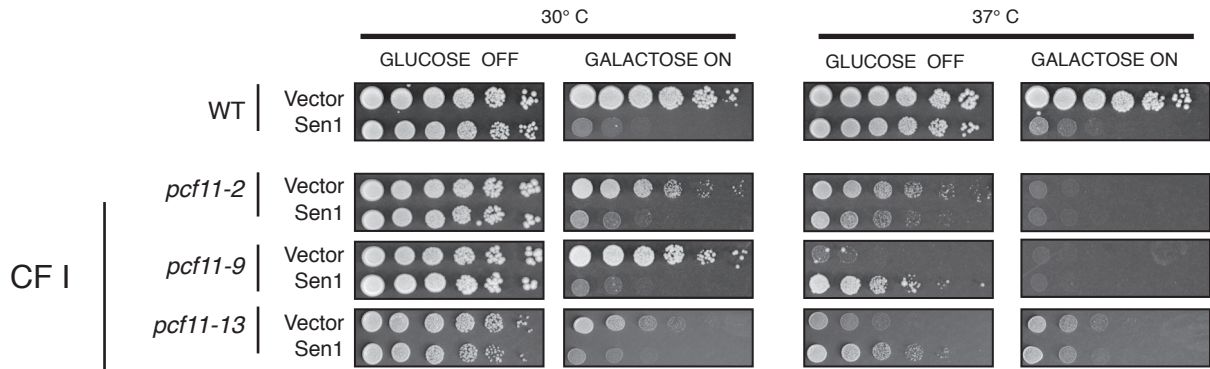 30° C 37° C
GLUCOSE OFF GALACTOSE ON GLUCOSE OFF GALACTOSE ON
WT Vector
Sen1
pcf11-2 Vector
Sen1
CF I
pcf11-9 Vector
Sen1
pcf11-13 Vector
Sen1